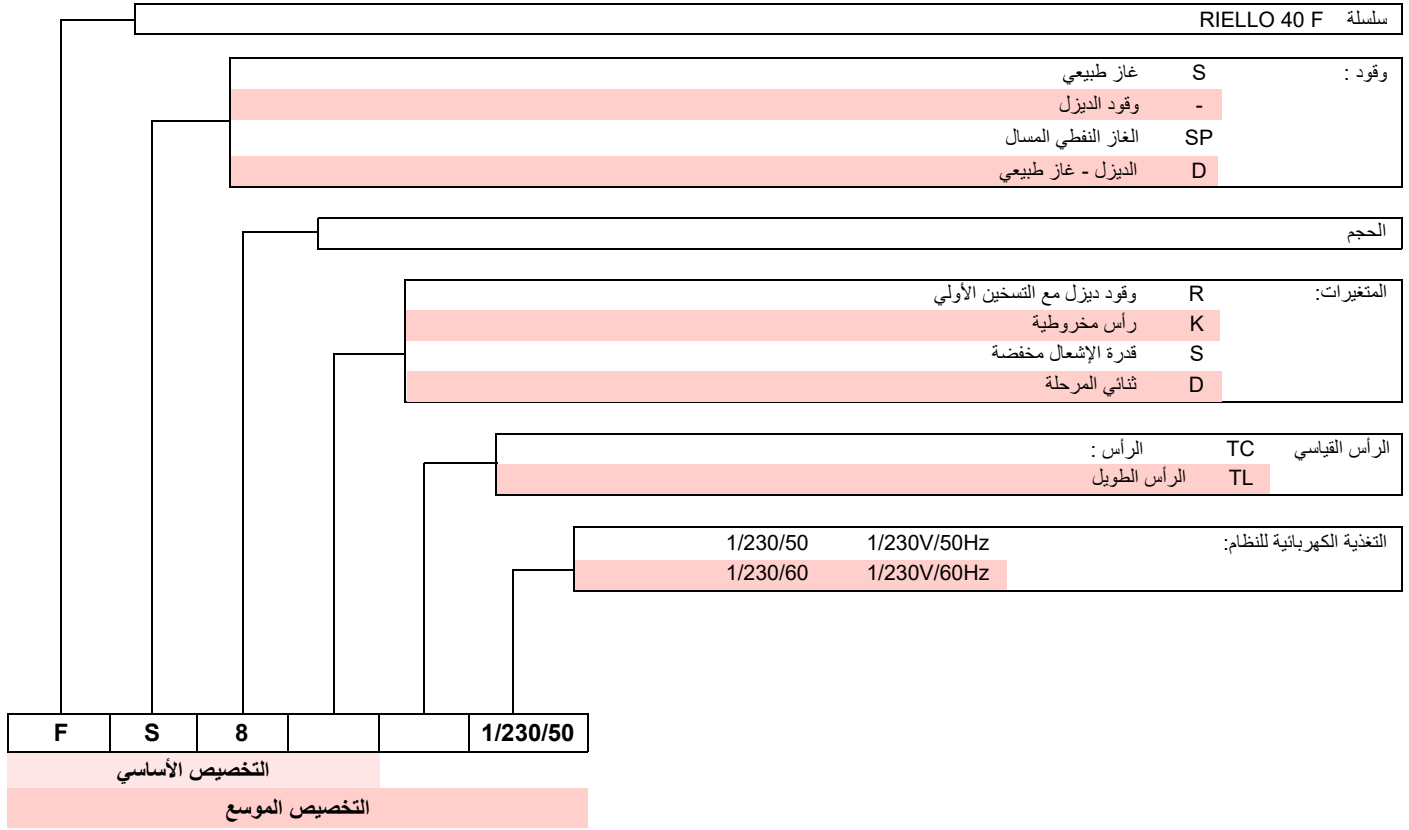 سلسلة RIELLO 40 F
وقود : S غاز طبيعي
- وقود الديزل
SP الغاز النفطي المسال
D الديزل - غاز طبيعي
الحجم
المتغيرات: R وقود ديزل مع التسخين الأولي
K رأس مخروطية
S قدرة الإشعال مخفضة
D ثنائي المرحلة
الرأس القياسي TC الرأس :
TL الرأس الطويل
التغذية الكهربائية للنظام: 1/230V/50Hz 1/230/50
1/230V/60Hz 1/230/60
F S 8 1/230/50
التخصيص الأساسي
التخصيص الموسع